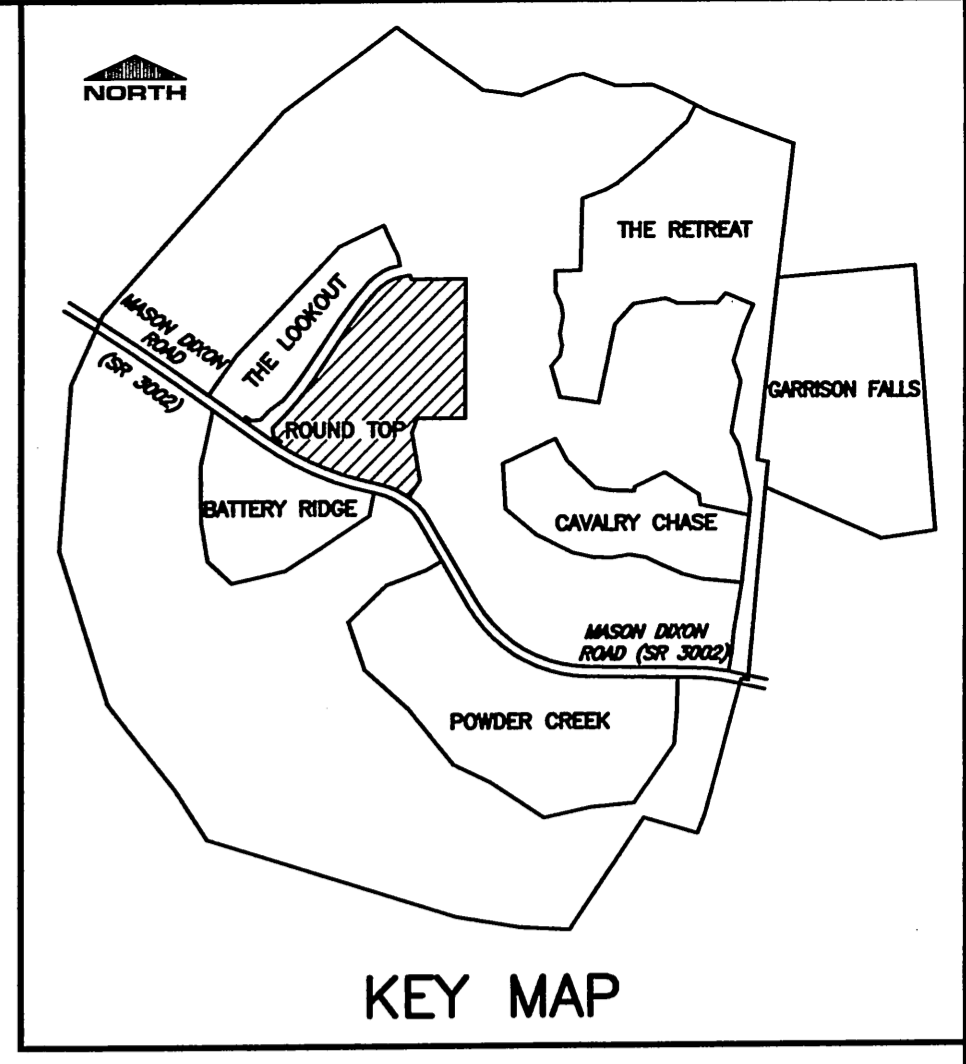 NORTH
THE RETREAT
MASON DIXON
ROAD
(SR 3002)
THE LOOKOUT
GARRISON FALLS
ROUND TOP
BATTERY RIDGE
CAVALRY CHASE
MASON DIXON
ROAD (SR 3002)
POWDER CREEK
KEY MAP